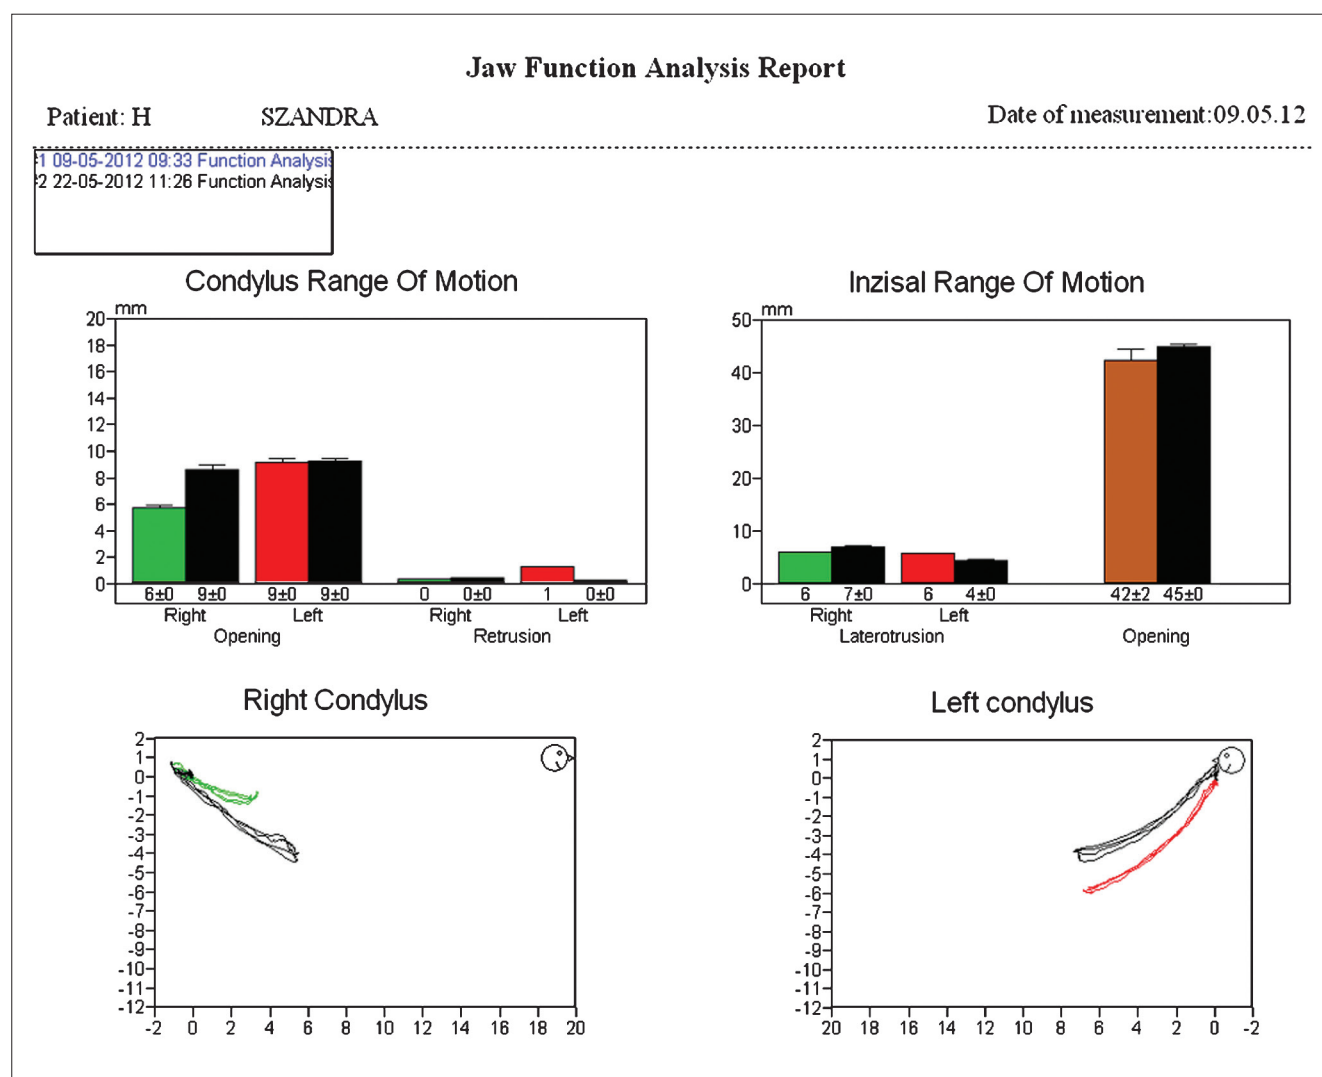 Jaw Function Analysis Report
Patient: H SZANDRA Date of measurement:09.05.12
1 09-05-2012 09:33 Function Analysis
2 22-05-2012 11:26 Function Analysis
Condylus Range Of Motion
mm
20
18
16
14
12
10
8
6
4
2
0
6±0 9±0 9±0 9±0 0 0±0 1 0±0
Right Left Right Left
Opening Retrusion
Inzisal Range Of Motion
mm
50
40
30
20
10
0
6 7±0 6 4±0 42±2 45±0
Right Left
Laterotrusion Opening
Right Condylus
2
1
0
-1
-2
-3
-4
-5
-6
-7
-8
-9
-10
-11
-12
-2 0 2 4 6 8 10 12 14 16 18 20
Left condylus
2
1
0
-1
-2
-3
-4
-5
-6
-7
-8
-9
-10
-11
-12
20 18 16 14 12 10 8 6 4 2 0 -2